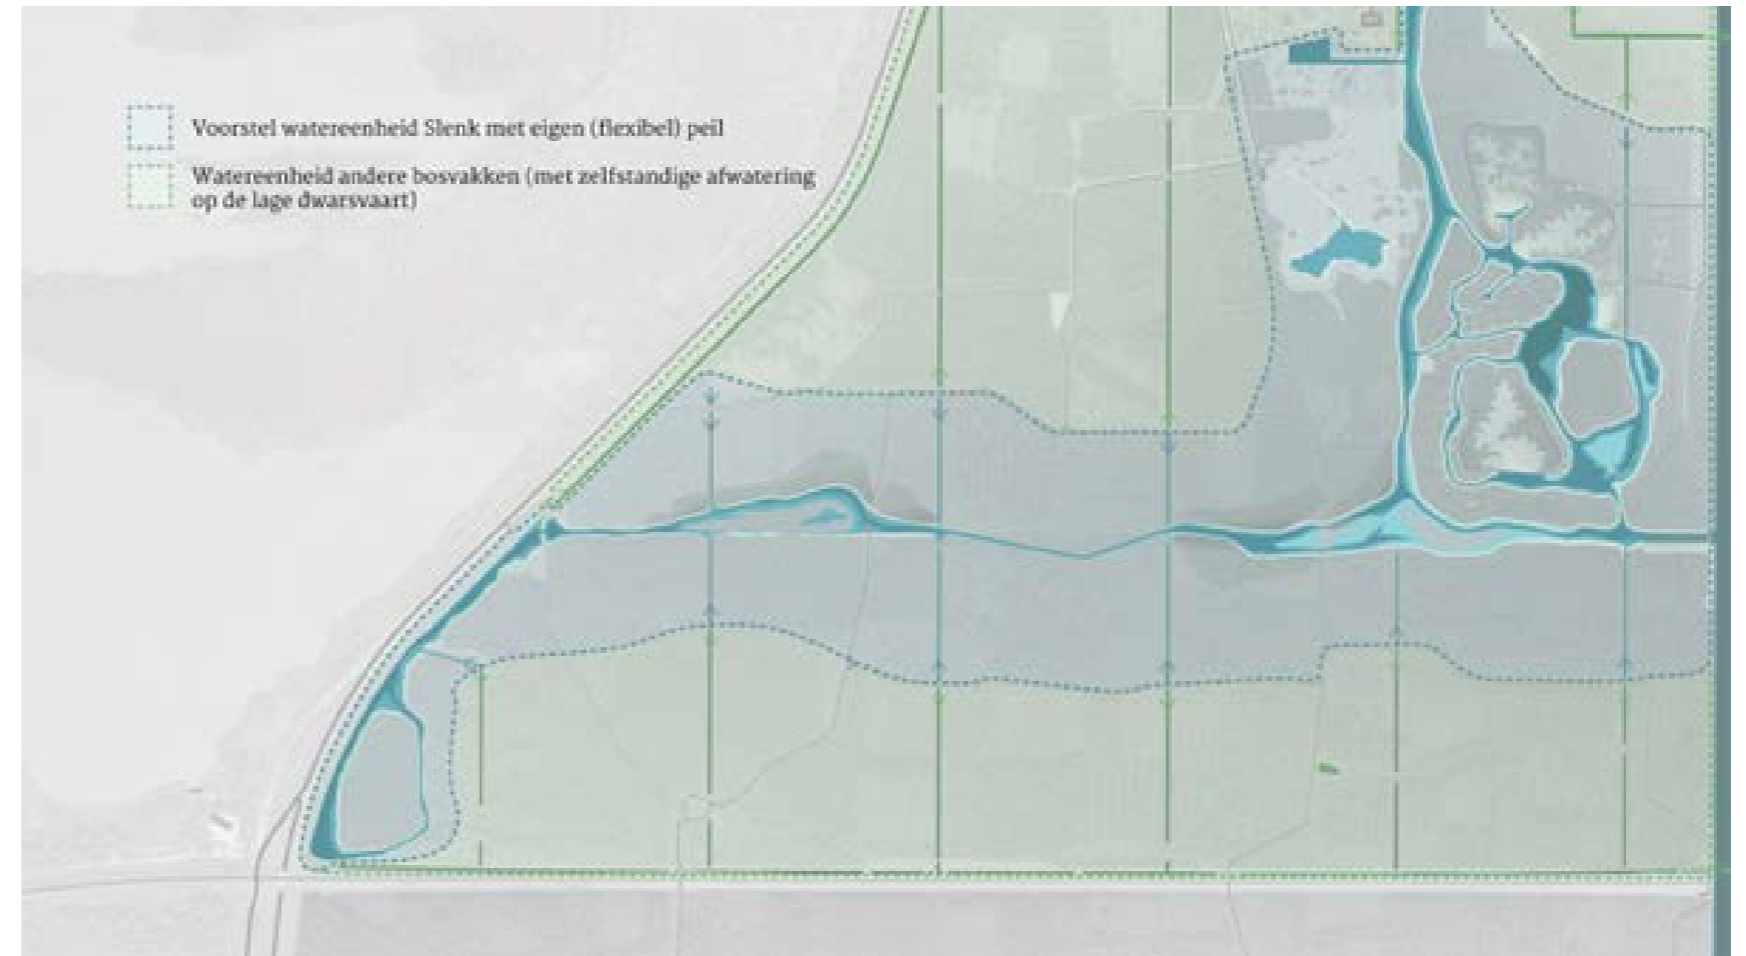 Voorstel watereenheid Slenk met eigen (flexibel) peil
Watereenheid andere bosvakken (met zelfstandige afwatering
op de lage dwarsvaart)